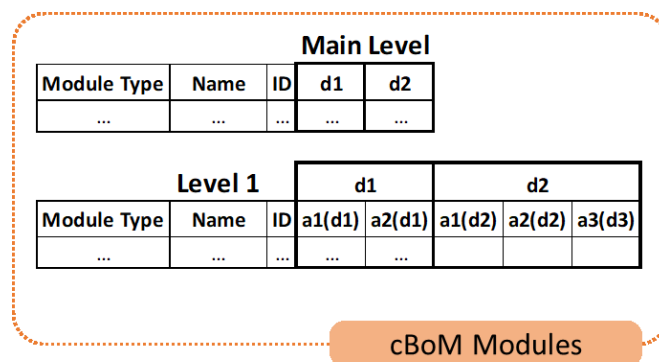 Main Level
Module Type Name ID d1 d2
... ... ... ... ...
Level 1 d1 d2
Module Type Name ID a1(d1) a2(d1) a1(d2) a2(d2) a3(d3)
... ... ... ... ...
cBoM Modules